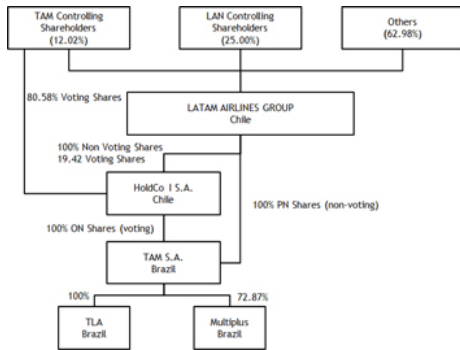 TAM Controlling
Shareholders
(12.02%)
LAN Controlling
Shareholders
(25.00%)
Others
(62.98%)
80.58% Voting Shares
LATAM AIRLINES GROUP
Chile
100% Non Voting Shares
19.42 Voting Shares
HoldCo I S.A.
Chile
100% PN Shares (non-voting)
100% ON Shares (voting)
TAM S.A.
Brazil
100%
72.87%
TLA
Brazil
Multiplus
Brazil